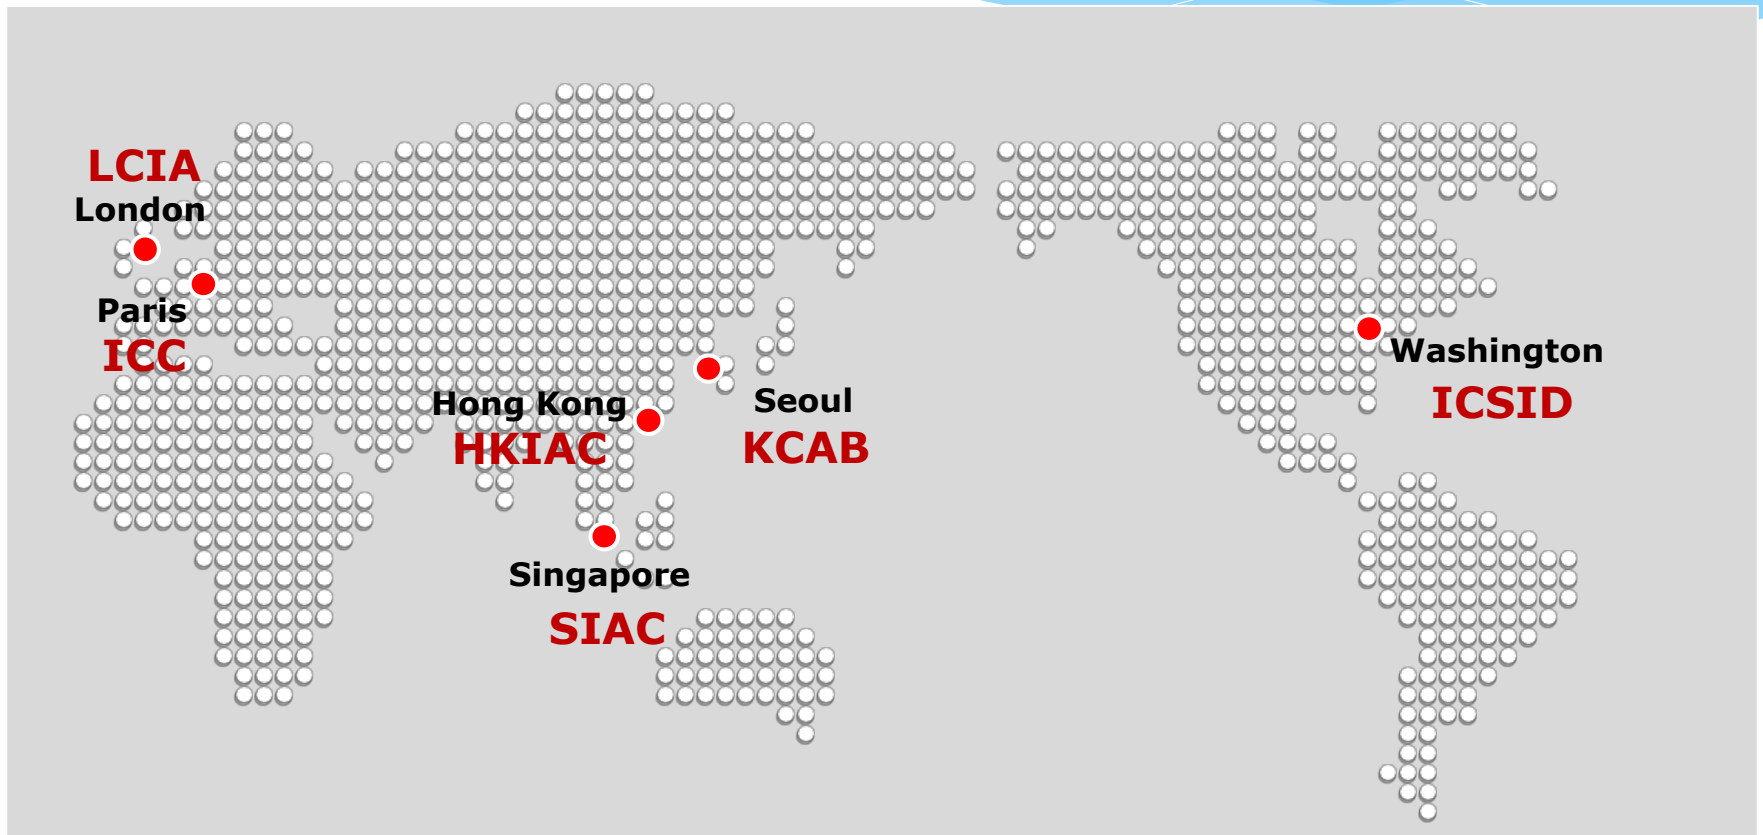 LCIA
London
Paris
ICC
Hong Kong
HKIAC
Seoul
KCAB
Singapore
SIAC
Washington
ICSID